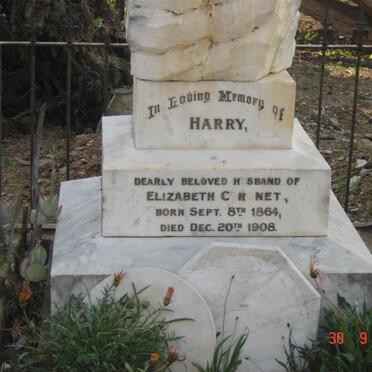 In Loving Memory of
HARRY,
DEARLY BELOVED H SBAND OF
ELIZABETH C R NET,
BORN SEPT. 8TH 1864,
DIED DEC. 20TH 1908.
30 9